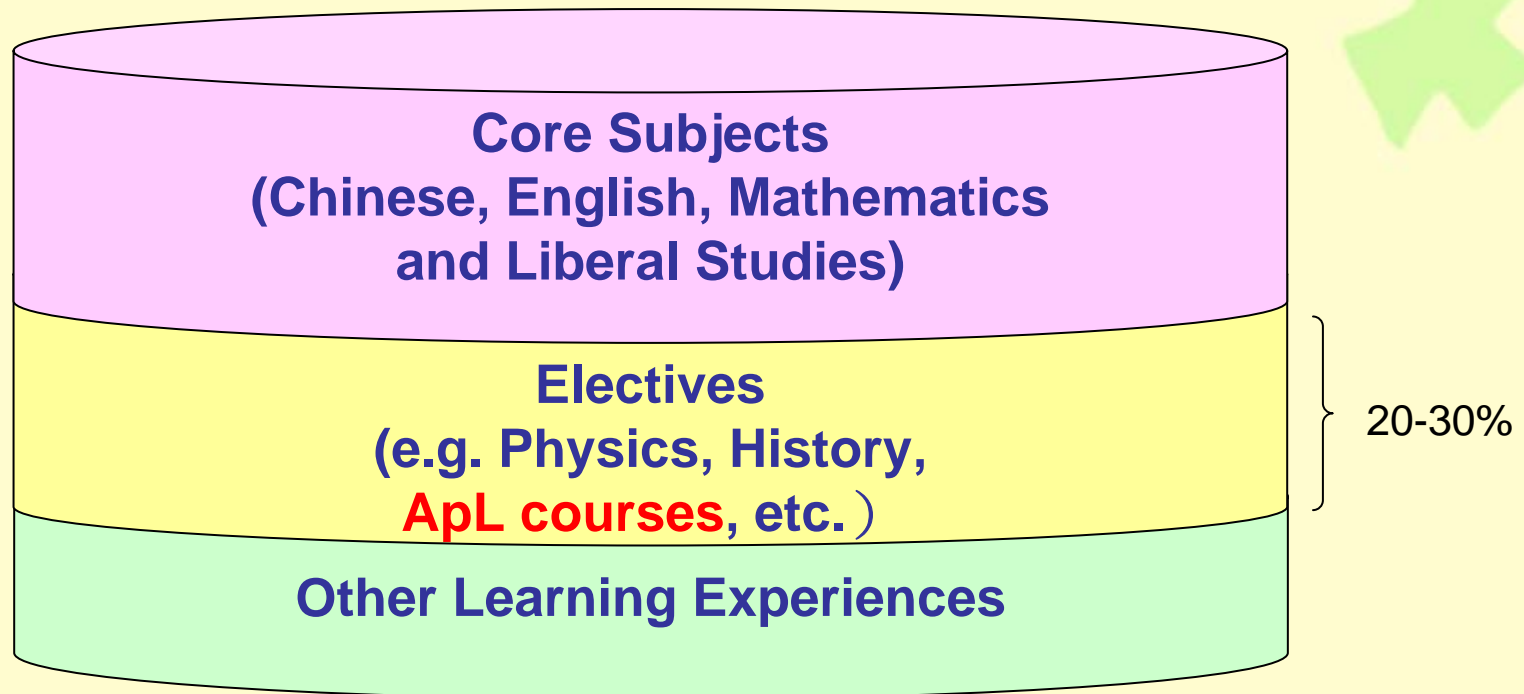 Core Subjects
(Chinese, English, Mathematics
and Liberal Studies)
Electives
(e.g. Physics, History,
ApL courses, etc.）
20-30%
Other Learning Experiences